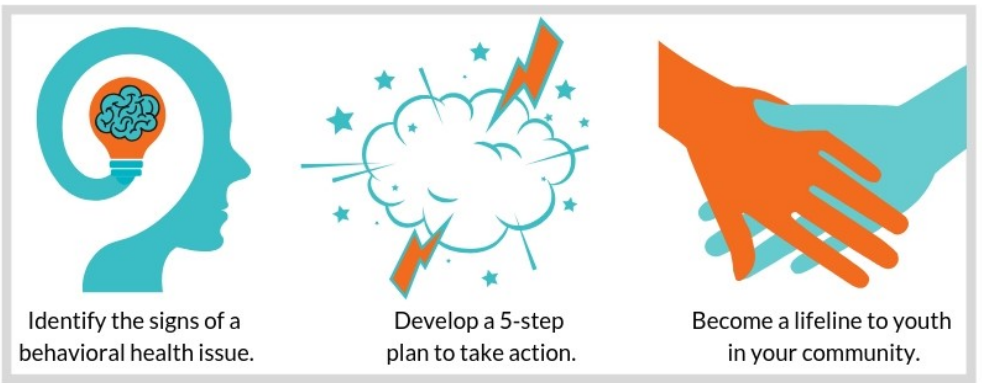 Identify the signs of a
behavioral health issue.
Develop a 5-step
plan to take action.
Become a lifeline to youth
in your community.